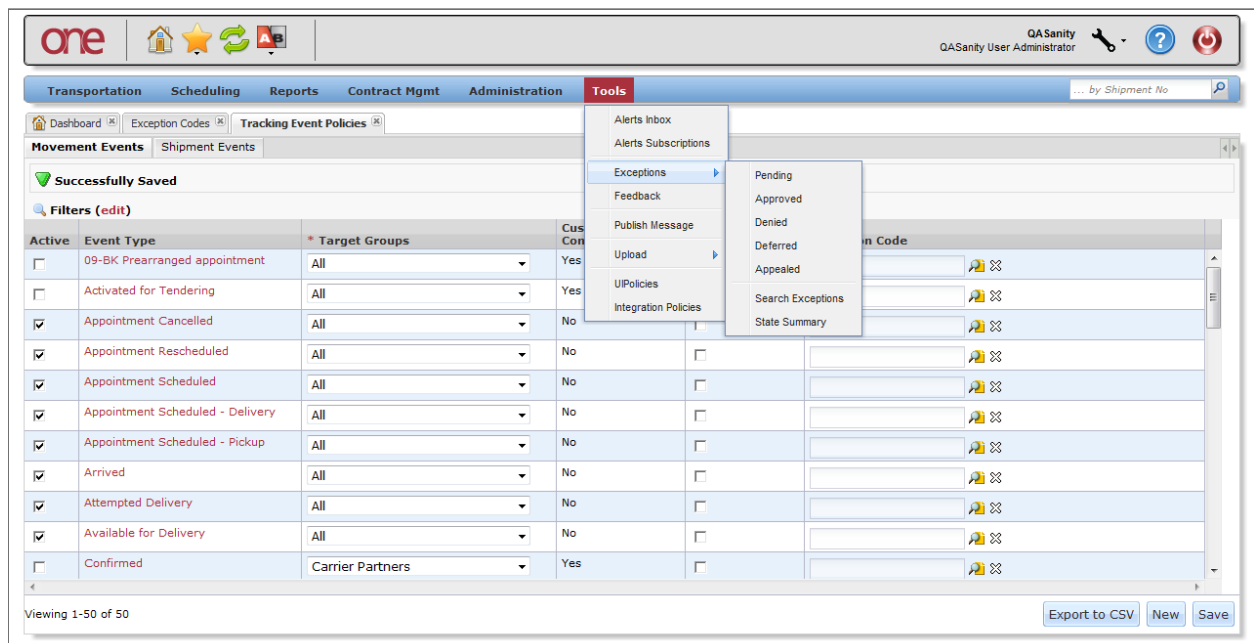 one
AB
QASanity
QASanity User Administrator
?
Transportation Scheduling Reports Contract Mgmt Administration Tools
... by Shipment No
Dashboard Exception Codes Tracking Event Policies
Movement Events Shipment Events
Successfully Saved
Filters (edit)
Alerts Inbox
Alerts Subscriptions
Exceptions
Feedback
Publish Message
Upload
UIPolicies
Integration Policies
Pending
Approved
Denied
Deferred
Appealed
Search Exceptions
State Summary
Active Event Type * Target Groups
09-BK Prearranged appointment All Yes
Activated for Tendering All Yes
Appointment Cancelled All No
Appointment Rescheduled All No
Appointment Scheduled All No
Appointment Scheduled - Delivery All No
Appointment Scheduled - Pickup All No
Arrived All No
Attempted Delivery All No
Available for Delivery All No
Confirmed Carrier Partners Yes
Viewing 1-50 of 50
Export to CSV New Save